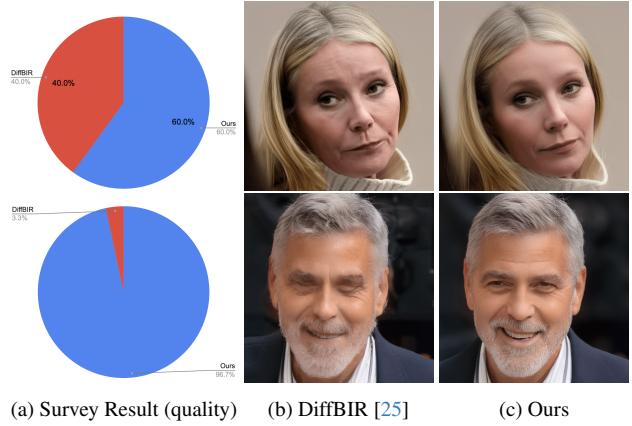 DiffBIR
40.0%
40.0%
60.0%
Ours
60.0%
DiffBIR
3.3%
Ours
96.7%
(a) Survey Result (quality) (b) DiffBIR [25] (c) Ours